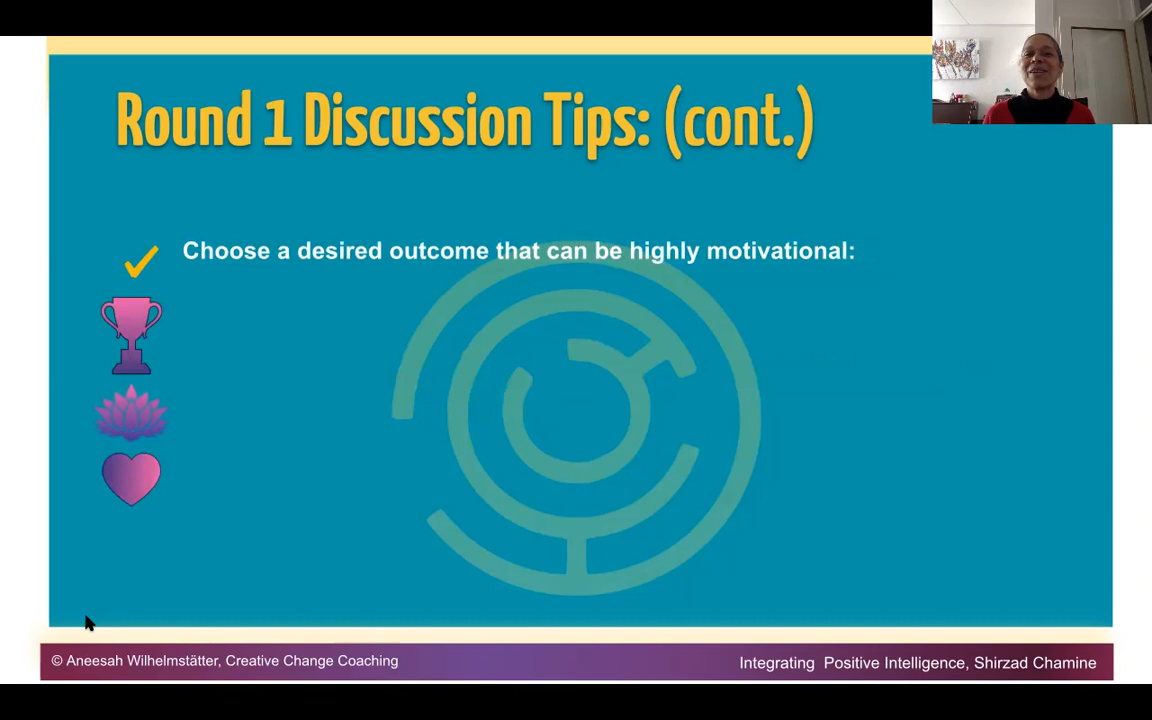 Round 1 Discussion Tips: (cont.)
Choose a desired outcome that can be highly motivational:
© Aneesah Wilhelmstätter, Creative Change Coaching
Integrating  Positive Intelligence, Shirzad Chamine